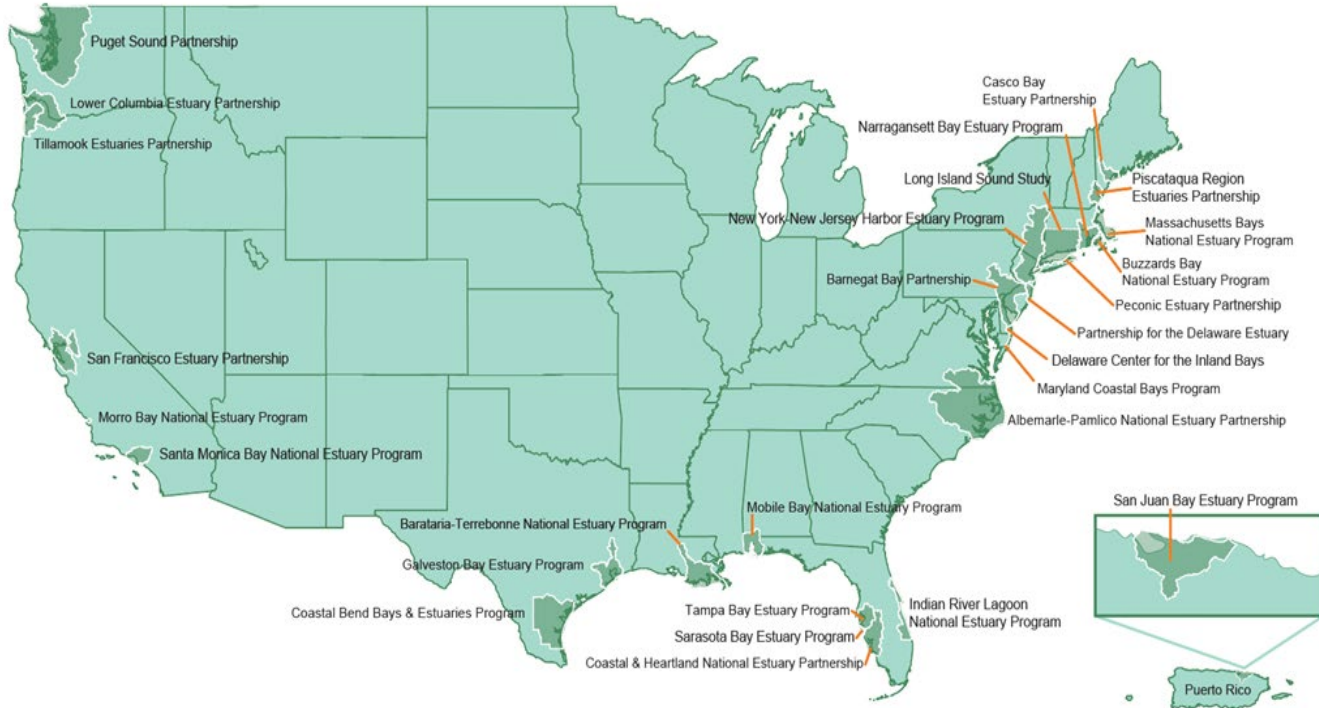 Puget Sound Partnership
Lower Columbia Estuary Partnership
Tillamook Estuaries Partnership
San Francisco Estuary Partnership
Morro Bay National Estuary Program
Santa Monica Bay National Estuary Program
Casco Bay
Estuary Partnership
Narragansett Bay Estuary Program
Long Island Sound Study
New York-New Jersey Harbor Estuary Program
Barnegat Bay Partnership
Piscataqua Region
Estuaries Partnership
Massachusetts Bays
National Estuary Program
Buzzards Bay
National Estuary Program
Peconic Estuary Partnership
Partnership for the Delaware Estuary
Delaware Center for the Inland Bays
Maryland Coastal Bays Program
Albemarle-Pamlico National Estuary Partnership
Mobile Bay National Estuary Program
Barataria-Terrebonne National Estuary Program
Galveston Bay Estuary Program
Coastal Bend Bays & Estuaries Program
Tampa Bay Estuary Program
Sarasota Bay Estuary Program
Coastal & Heartland National Estuary Partnership
Indian River Lagoon
National Estuary Program
San Juan Bay Estuary Program
Puerto Rico